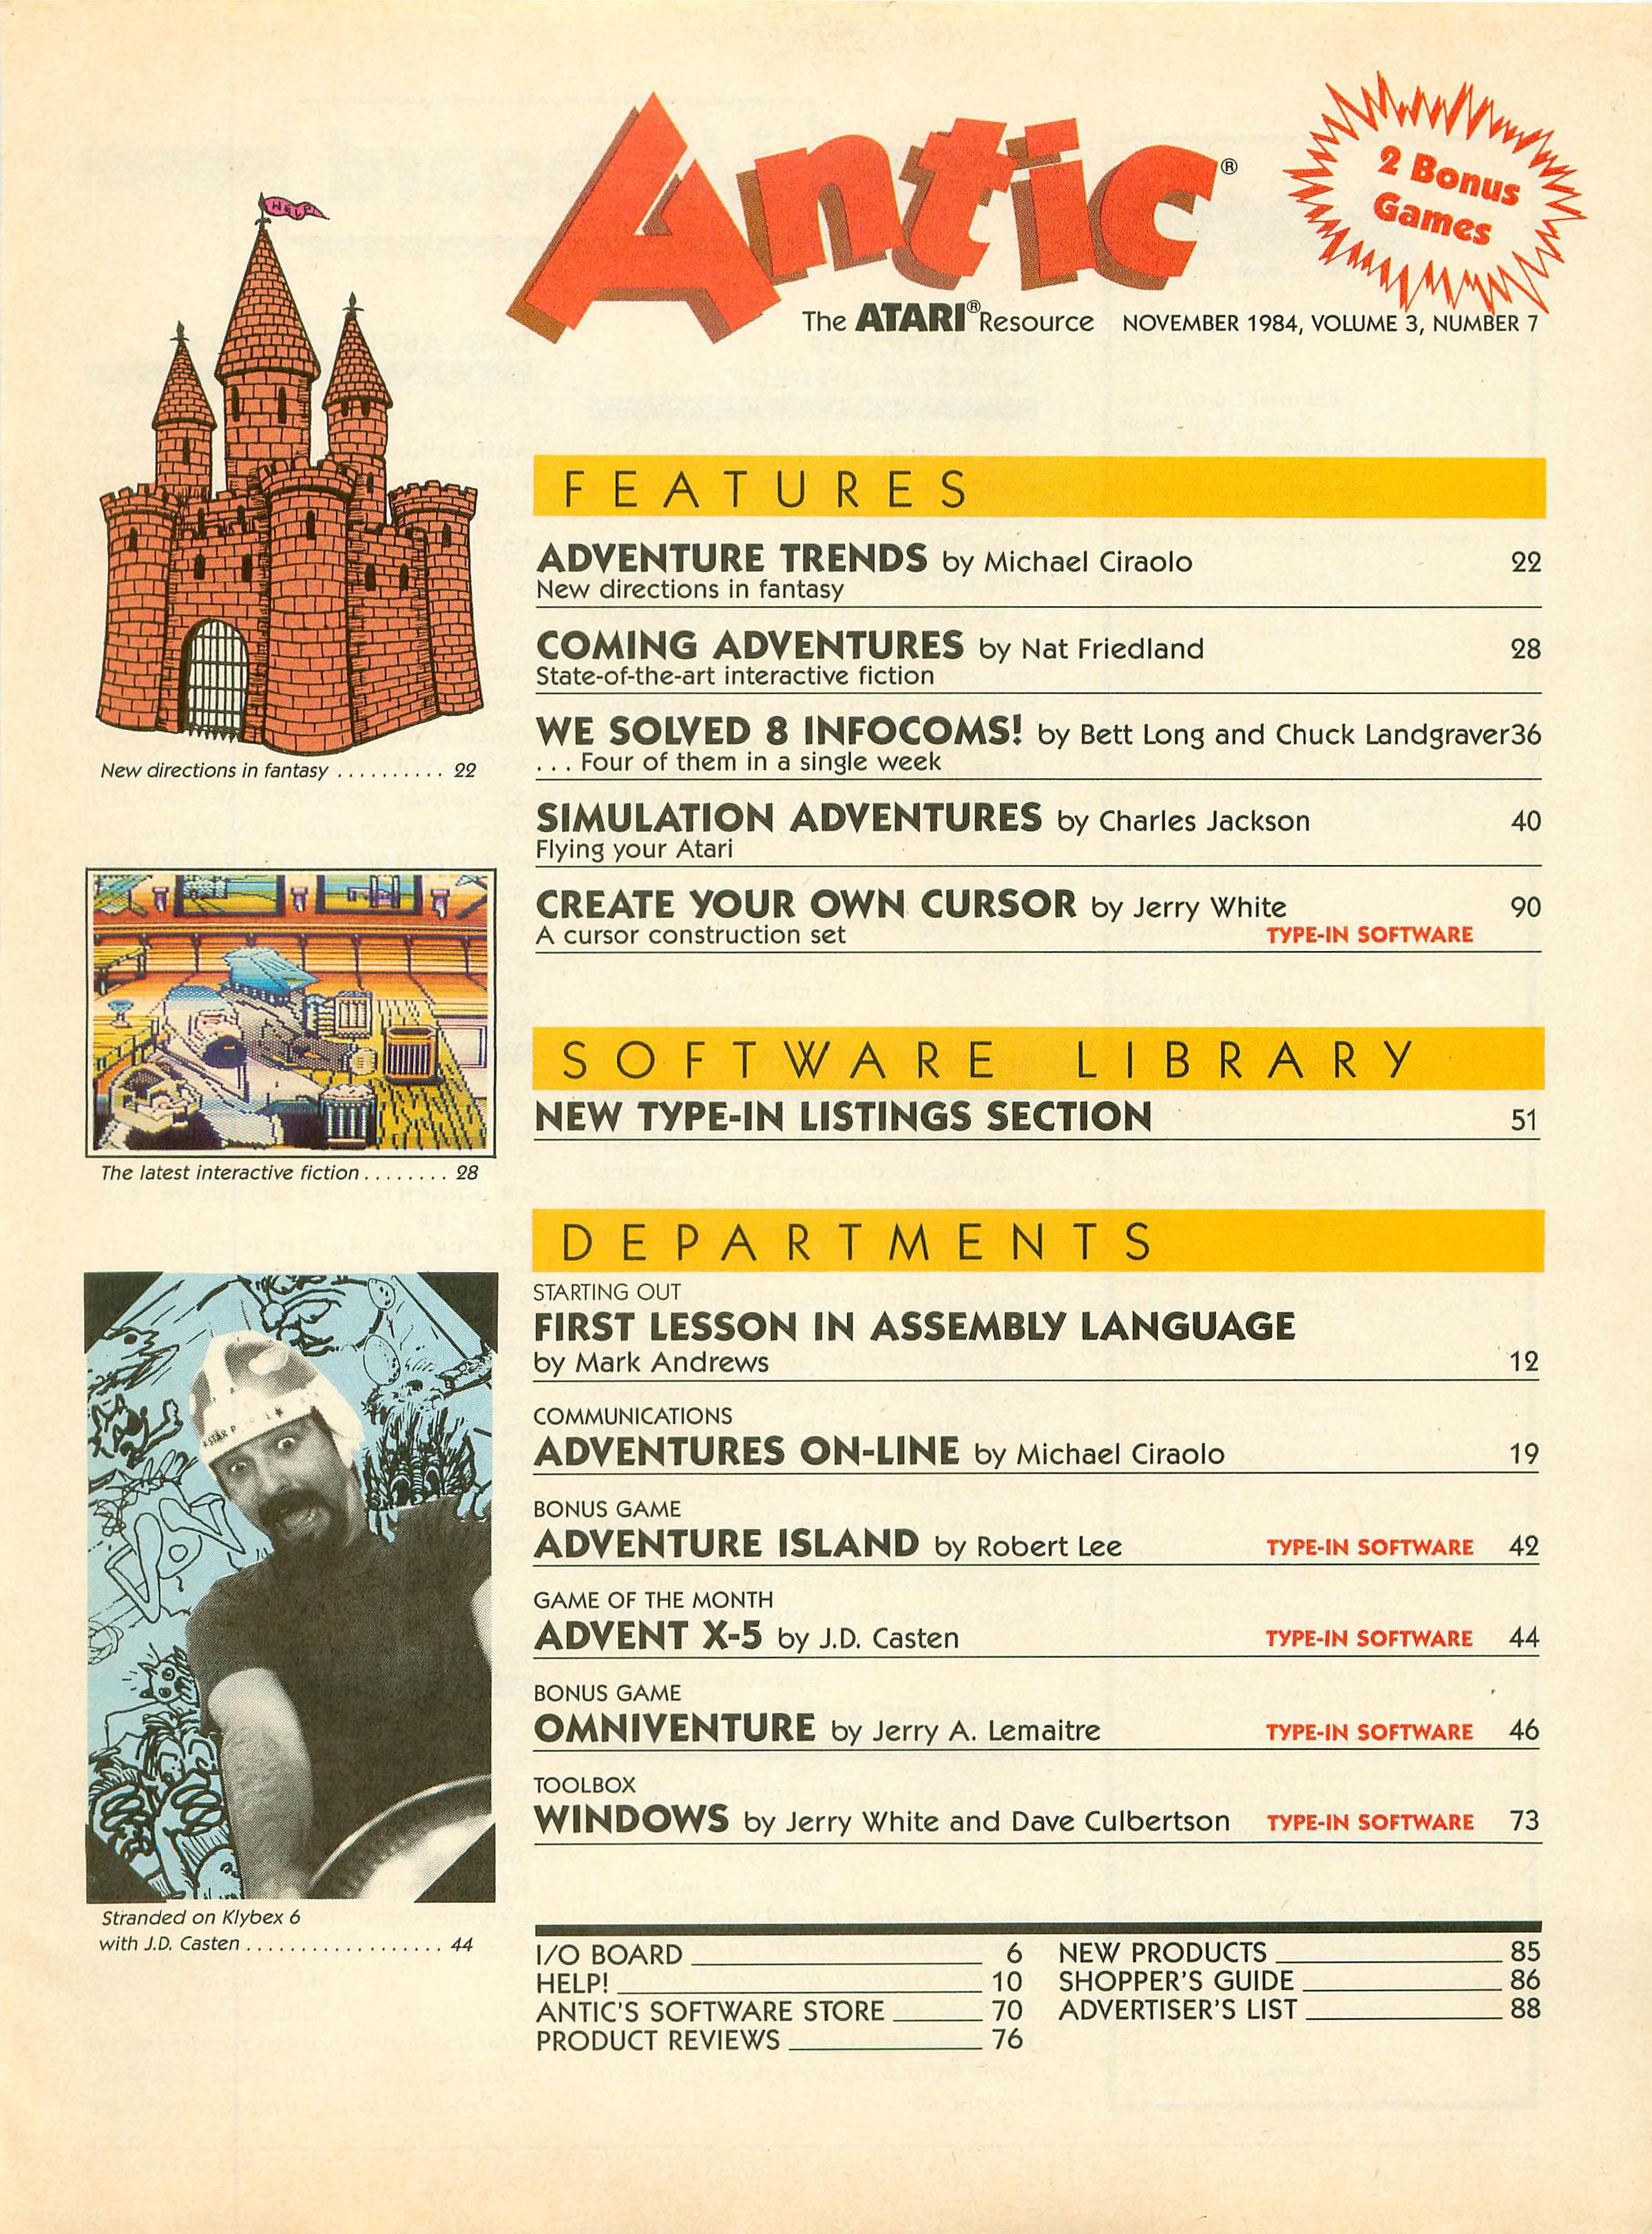 HELP!
Antic®
2 Bonus
Games
The ATARI® Resource NOVEMBER 1984, VOLUME 3, NUMBER 7
New directions in fantasy .......... 22
The latest interactive fiction ........ 28
STAR P
Stranded on Klybex 6
with J.D. Casten .................. 44
FEATURES
ADVENTURE TRENDS by Michael Ciraolo 22
New directions in fantasy
COMING ADVENTURES by Nat Friedland 28
State-of-the-art interactive fiction
WE SOLVED 8 INFOCOMS! by Bett Long and Chuck Landgraver36
. . . Four of them in a single week
SIMULATION ADVENTURES by Charles Jackson 40
Flying your Atari
CREATE YOUR OWN CURSOR by Jerry White 90
A cursor construction set TYPE-IN SOFTWARE
SOFTWARE LIBRARY
NEW TYPE-IN LISTINGS SECTION 51
DEPARTMENTS
STARTING OUT
FIRST LESSON IN ASSEMBLY LANGUAGE
by Mark Andrews 12
COMMUNICATIONS
ADVENTURES ON-LINE by Michael Ciraolo 19
BONUS GAME
ADVENTURE ISLAND by Robert Lee TYPE-IN SOFTWARE 42
GAME OF THE MONTH
ADVENT X-5 by J.D. Casten TYPE-IN SOFTWARE 44
BONUS GAME
OMNIVENTURE by Jerry A. Lemaitre TYPE-IN SOFTWARE 46
TOOLBOX
WINDOWS by Jerry White and Dave Culbertson TYPE-IN SOFTWARE 73
I/O BOARD 6
HELP! 10
ANTIC'S SOFTWARE STORE 70
PRODUCT REVIEWS 76
NEW PRODUCTS 85
SHOPPER'S GUIDE 86
ADVERTISER'S LIST 88